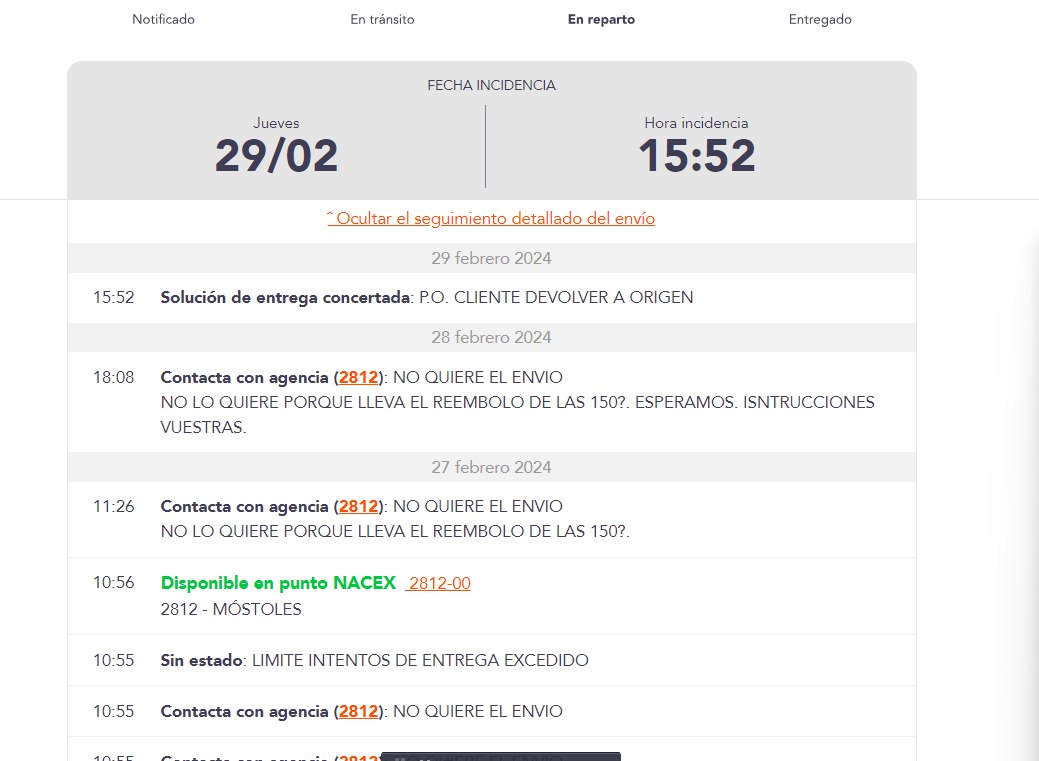 Notificado
En tránsito
En reparto
Entregado
FECHA INCIDENCIA
Jueves
29/02
Hora incidencia
15:52
ˆ Ocultar el seguimiento detallado del envío
29 febrero 2024
15:52 Solución de entrega concertada: P.O. CLIENTE DEVOLVER A ORIGEN
28 febrero 2024
18:08 Contacta con agencia (2812): NO QUIERE EL ENVIO
NO LO QUIERE PORQUE LLEVA EL REEMBOLO DE LAS 150?. ESPERAMOS. ISNTRUCCIONES
VUESTRAS.
27 febrero 2024
11:26 Contacta con agencia (2812): NO QUIERE EL ENVIO
NO LO QUIERE PORQUE LLEVA EL REEMBOLO DE LAS 150?.
10:56 Disponible en punto NACEX 2812-00
2812 - MÓSTOLES
10:55 Sin estado: LIMITE INTENTOS DE ENTREGA EXCEDIDO
10:55 Contacta con agencia (2812): NO QUIERE EL ENVIO
10:55 Contacta con agencia (2812)